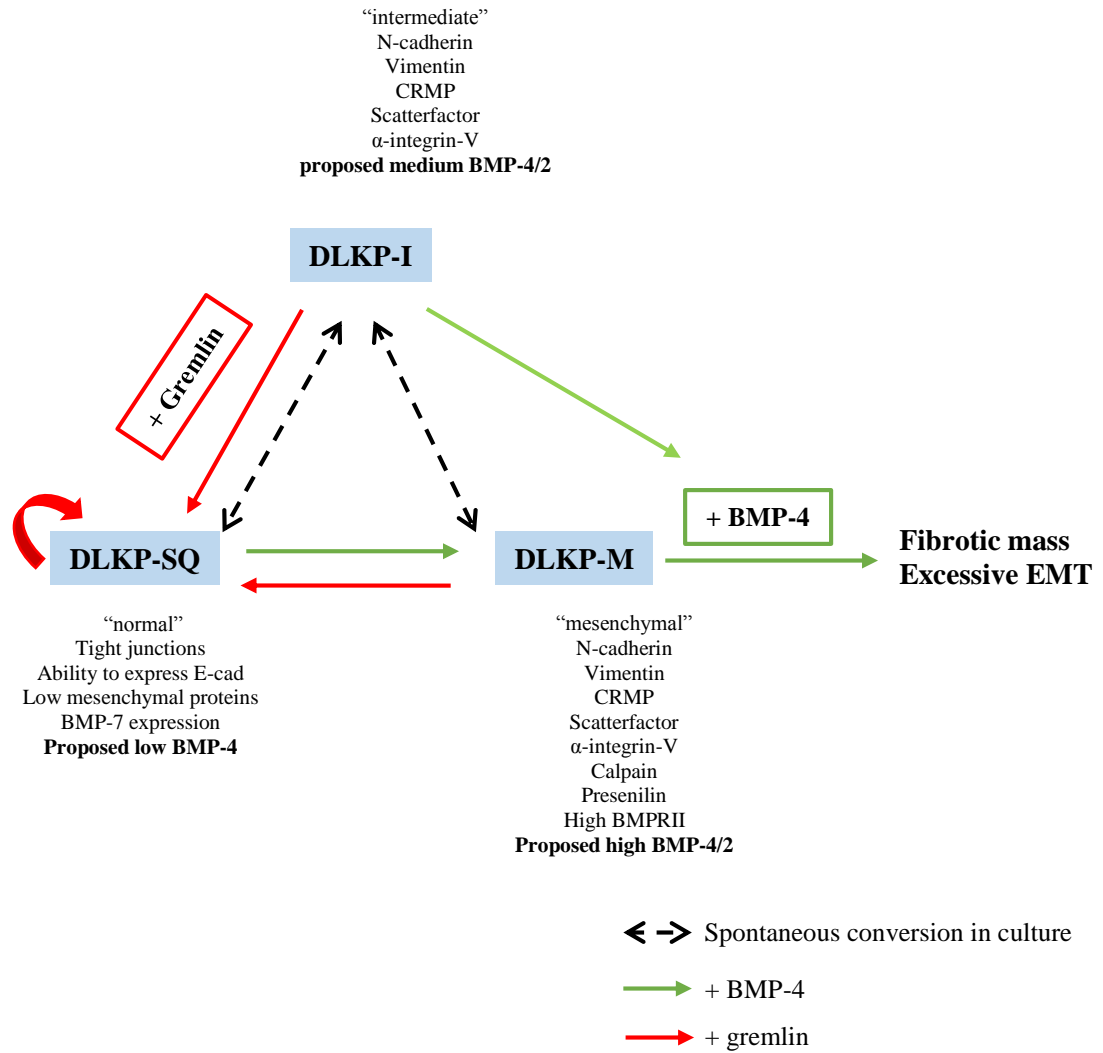 “intermediate”
N-cadherin
Vimentin
CRMP
Scatterfactor
α-integrin-V
proposed medium BMP-4/2
DLKP-I
+ Gremlin
+ BMP-4
DLKP-SQ
DLKP-M
Fibrotic mass
Excessive EMT
“normal”
Tight junctions
Ability to express E-cad
Low mesenchymal proteins
BMP-7 expression
Proposed low BMP-4
“mesenchymal”
N-cadherin
Vimentin
CRMP
Scatterfactor
α-integrin-V
Calpain
Presenilin
High BMPRII
Proposed high BMP-4/2
Spontaneous conversion in culture
+ BMP-4
+ gremlin